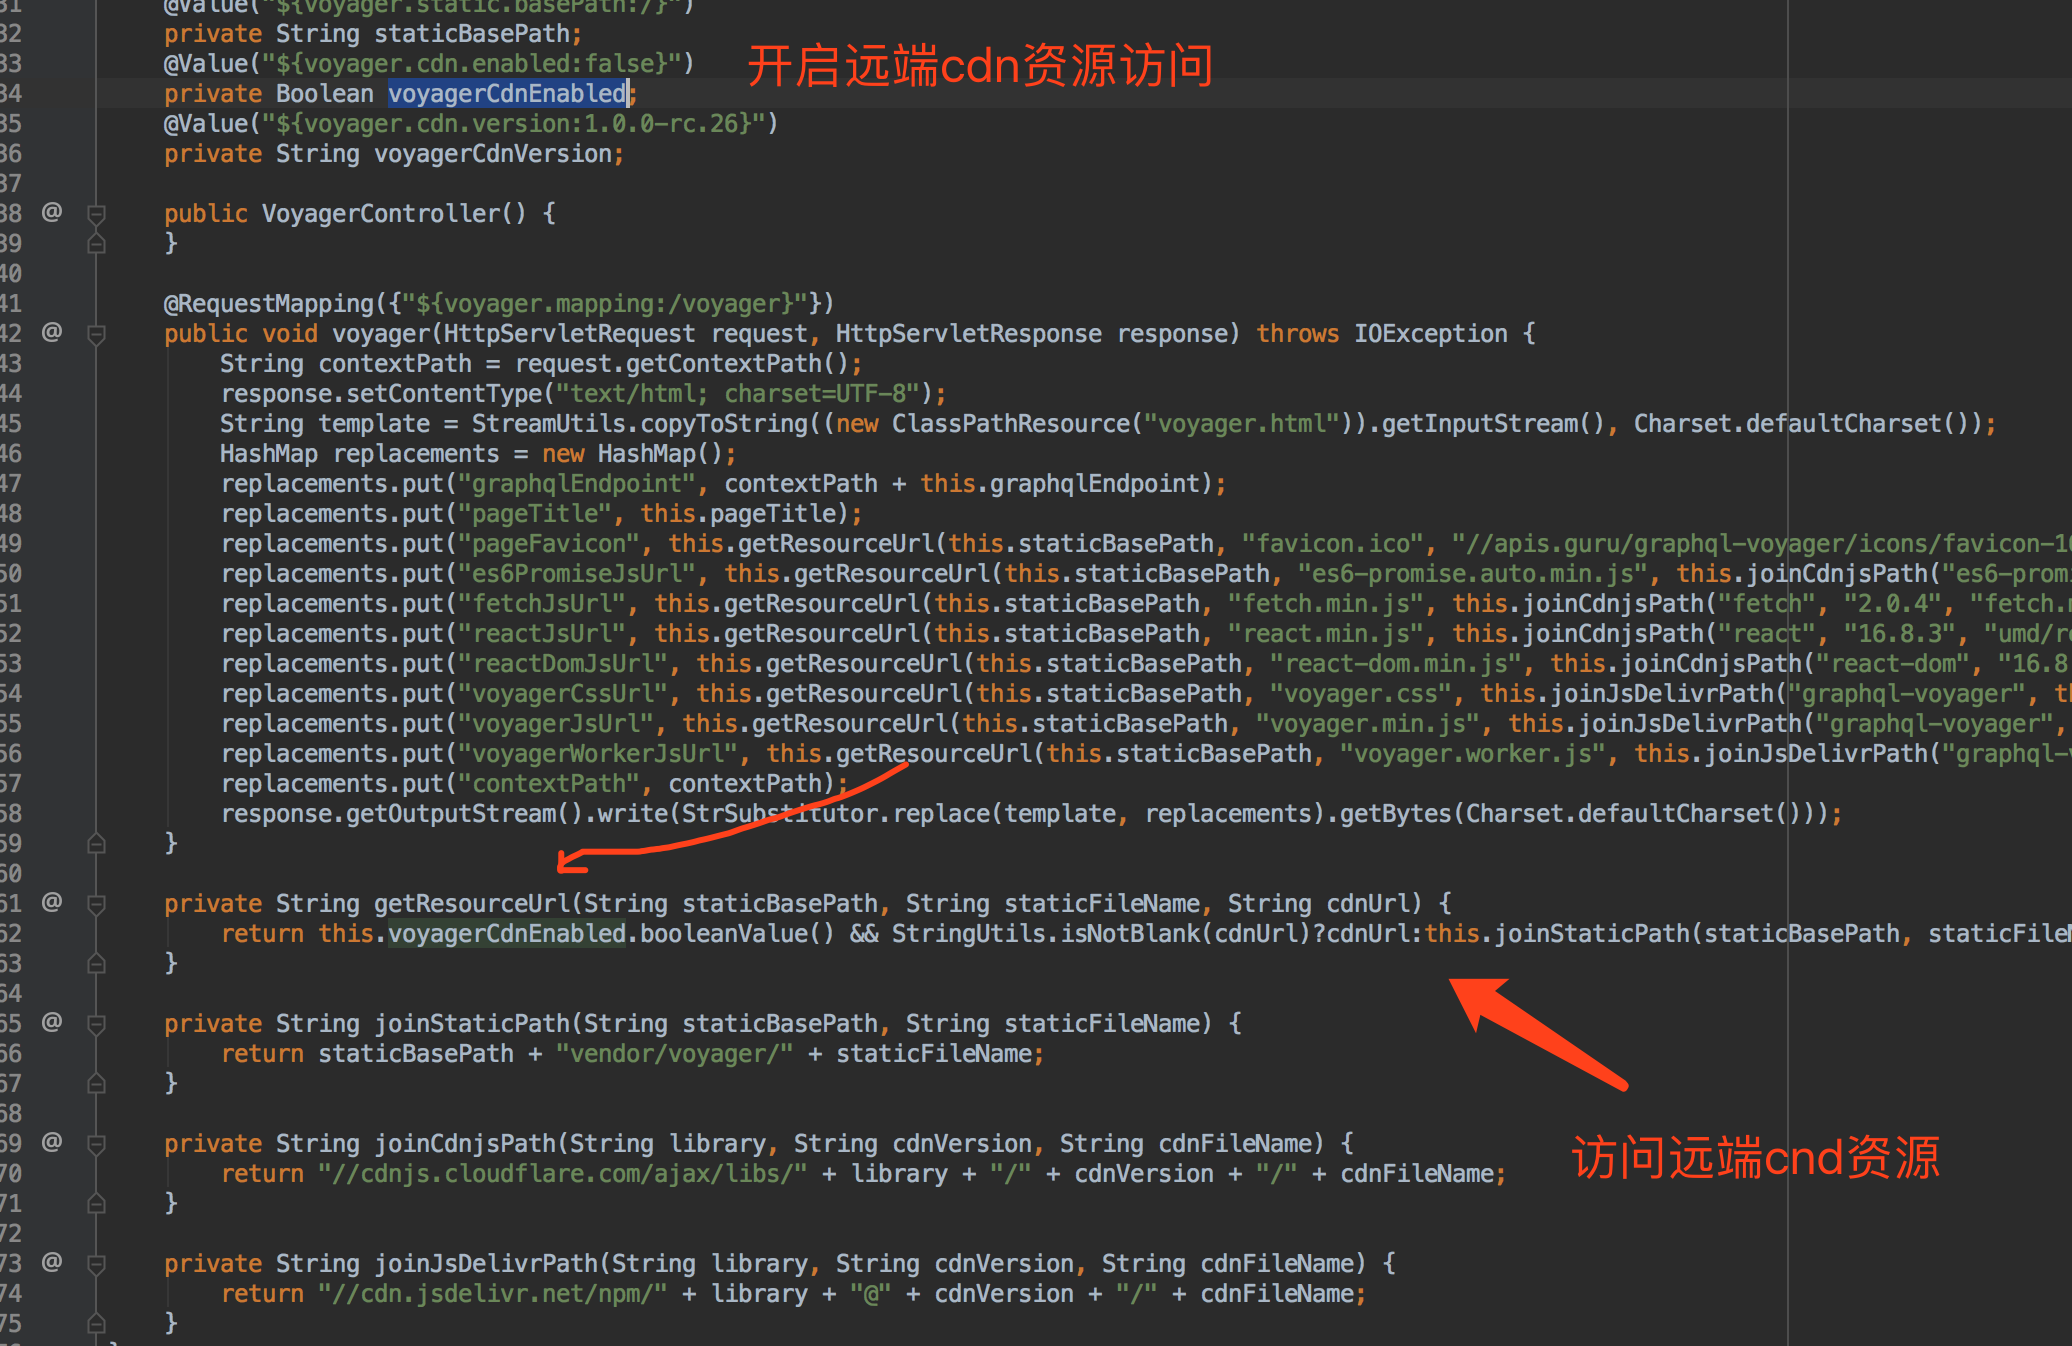 31 @Value("${voyager.static.basePath:/}")
32 private String staticBasePath;
33 @Value("${voyager.cdn.enabled:false}")
开启远端cdn资源访问
34 private Boolean voyagerCdnEnabled;
35 @Value("${voyager.cdn.version:1.0.0-rc.26}")
36 private String voyagerCdnVersion;
37
38 @ public VoyagerController() {
39 }
40
41 @RequestMapping({"${voyager.mapping:/voyager}"})
42 @ public void voyager(HttpServletRequest request, HttpServletResponse response) throws IOException {
43 String contextPath = request.getContextPath();
44 response.setContentType("text/html; charset=UTF-8");
45 String template = StreamUtils.copyToString((new ClassPathResource("voyager.html")).getInputStream(), Charset.defaultCharset());
46 HashMap replacements = new HashMap();
47 replacements.put("graphqlEndpoint", contextPath + this.graphqlEndpoint);
48 replacements.put("pageTitle", this.pageTitle);
49 replacements.put("pageFavicon", this.getResourceUrl(this.staticBasePath, "favicon.ico", "//apis.guru/graphql-voyager/icons/favicon-1
50 replacements.put("es6PromiseJsUrl", this.getResourceUrl(this.staticBasePath, "es6-promise.auto.min.js", this.joinCdnjsPath("es6-prom
51 replacements.put("fetchJsUrl", this.getResourceUrl(this.staticBasePath, "fetch.min.js", this.joinCdnjsPath("fetch", "2.0.4", "fetch.
52 replacements.put("reactJsUrl", this.getResourceUrl(this.staticBasePath, "react.min.js", this.joinCdnjsPath("react", "16.8.3", "umd/r
53 replacements.put("reactDomJsUrl", this.getResourceUrl(this.staticBasePath, "react-dom.min.js", this.joinCdnjsPath("react-dom", "16.8
54 replacements.put("voyagerCssUrl", this.getResourceUrl(this.staticBasePath, "voyager.css", this.joinJsDelivrPath("graphql-voyager", t
55 replacements.put("voyagerJsUrl", this.getResourceUrl(this.staticBasePath, "voyager.min.js", this.joinJsDelivrPath("graphql-voyager",
56 replacements.put("voyagerWorkerJsUrl", this.getResourceUrl(this.staticBasePath, "voyager.worker.js", this.joinJsDelivrPath("graphql-
57 replacements.put("contextPath", contextPath);
58 response.getOutputStream().write(StrSubstitutor.replace(template, replacements).getBytes(Charset.defaultCharset()));
59 }
60
61 @ private String getResourceUrl(String staticBasePath, String staticFileName, String cdnUrl) {
62 return this.voyagerCdnEnabled.booleanValue() && StringUtils.isNotBlank(cdnUrl)?cdnUrl:this.joinStaticPath(staticBasePath, staticFile
63 }
64
65 @ private String joinStaticPath(String staticBasePath, String staticFileName) {
66 return staticBasePath + "vendor/voyager/" + staticFileName;
67 }
68
69 @ private String joinCdnjsPath(String library, String cdnVersion, String cdnFileName) {
访问远端cnd资源
70 return "//cdnjs.cloudflare.com/ajax/libs/" + library + "/" + cdnVersion + "/" + cdnFileName;
71 }
72
73 @ private String joinJsDelivrPath(String library, String cdnVersion, String cdnFileName) {
74 return "//cdn.jsdelivr.net/npm/" + library + "@" + cdnVersion + "/" + cdnFileName;
75 }